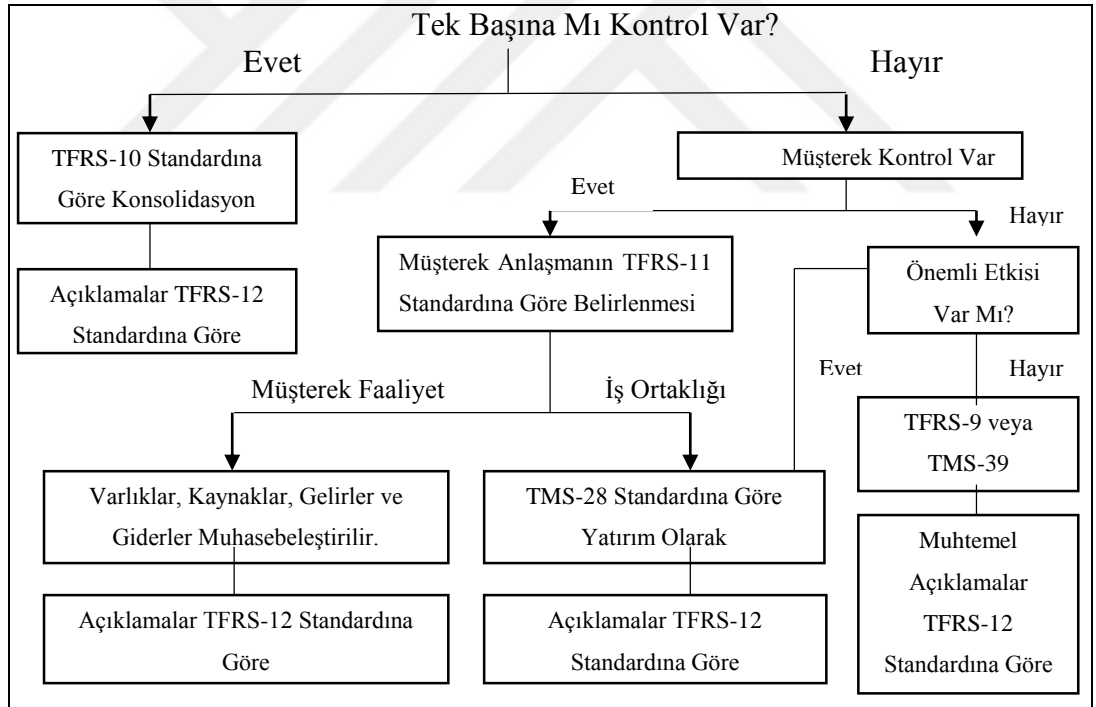 Tek Başına Mı Kontrol Var?
Evet
Hayır
TFRS-10 Standardına
Göre Konsolidasyon
Müşterek Kontrol Var
Evet
Hayır
Açıklamalar TFRS-12
Standardına Göre
Müşterek Anlaşmanın TFRS-11
Standardına Göre Belirlenmesi
Önemli Etkisi
Var Mı?
Evet
Hayır
Müşterek Faaliyet
İş Ortaklığı
TFRS-9 veya
TMS-39
Varlıklar, Kaynaklar, Gelirler ve
Giderler Muhasebeleştirilir.
TMS-28 Standardına Göre
Yatırım Olarak
Muhtemel
Açıklamalar
TFRS-12
Standardına Göre
Açıklamalar TFRS-12 Standardına
Göre
Açıklamalar TFRS-12
Standardına Göre